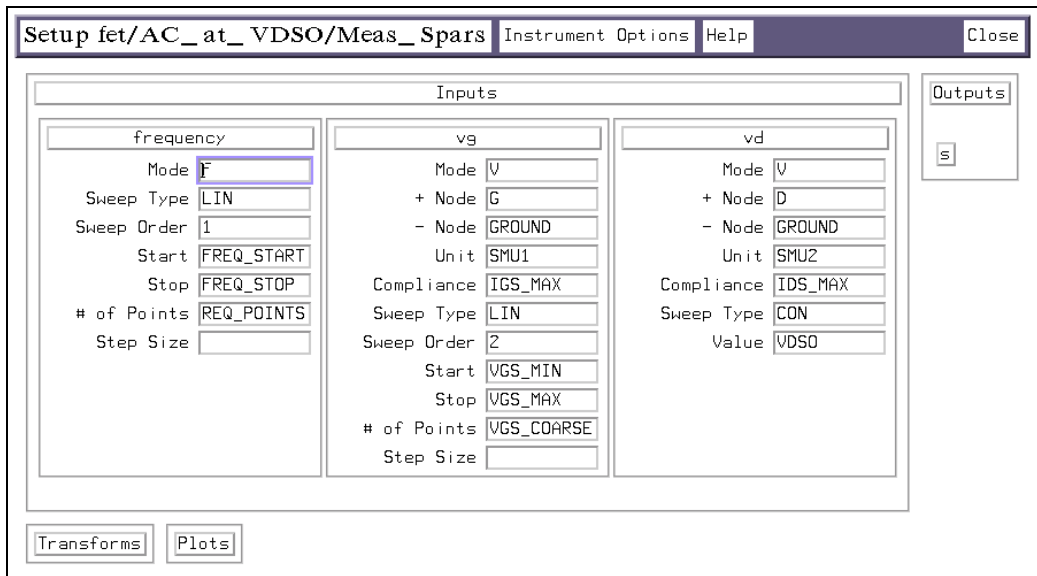 Setup fet/AC_at_VDSO/Meas_Spars Instrument Options Help Close
Inputs
Outputs
s
frequency
Mode F
Sweep Type LIN
Sweep Order 1
Start FREQ_START
Stop FREQ_STOP
# of Points REQ_POINTS
Step Size
vg
Mode V
+ Node G
- Node GROUND
Unit SMU1
Compliance IGS_MAX
Sweep Type LIN
Sweep Order 2
Start VGS_MIN
Stop VGS_MAX
# of Points VGS_COARSE
Step Size
vd
Mode V
+ Node D
- Node GROUND
Unit SMU2
Compliance IDS_MAX
Sweep Type CON
Value VDSO
Transforms Plots